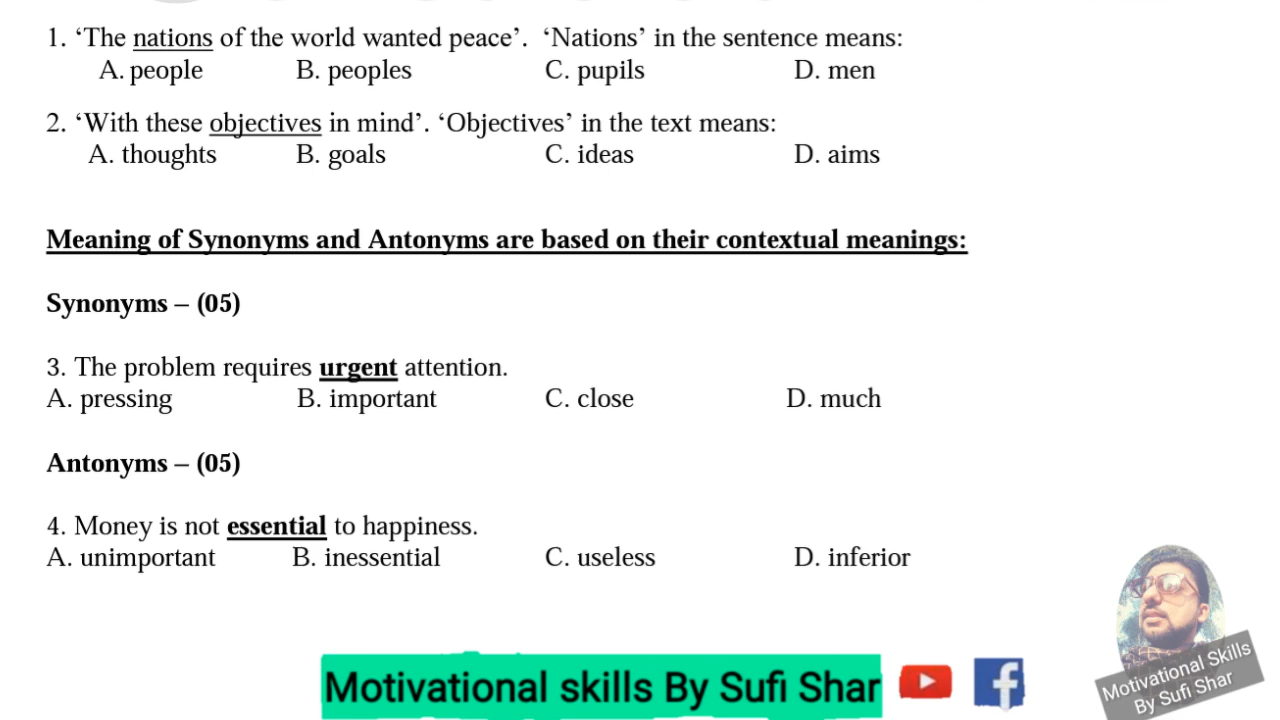 1. ‘The nations of the world wanted peace’.  ‘Nations’ in the sentence means:
A. people B. peoples C. pupils D. men
2. ‘With these objectives in mind’. ‘Objectives’ in the text means:
A. thoughts B. goals C. ideas D. aims
Meaning of Synonyms and Antonyms are based on their contextual meanings:
Synonyms – (05)
3. The problem requires urgent attention.
A. pressing B. important C. close D. much
Antonyms – (05)
4. Money is not essential to happiness.
A. unimportant B. inessential C. useless D. inferior
Motivational skills By Sufi Shar
Motivational Skills
By Sufi Shar